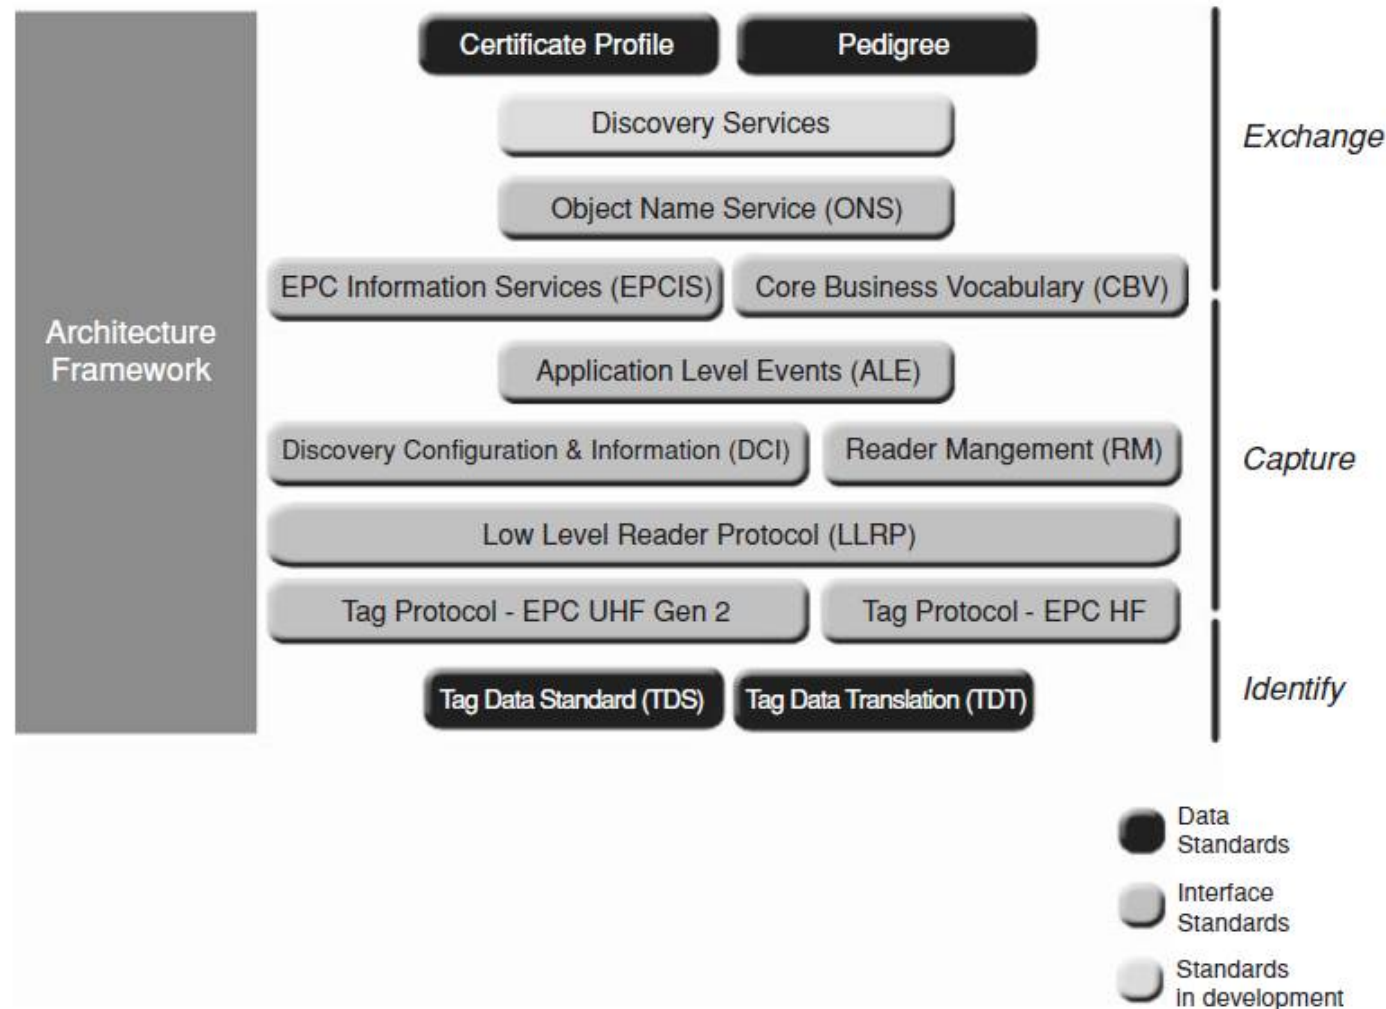 Certificate Profile
Pedigree
Discovery Services
Exchange
Object Name Service (ONS)
EPC Information Services (EPCIS)
Core Business Vocabulary (CBV)
Architecture
Framework
Application Level Events (ALE)
Discovery Configuration & Information (DCI)
Reader Mangement (RM)
Capture
Low Level Reader Protocol (LLRP)
Tag Protocol - EPC UHF Gen 2
Tag Protocol - EPC HF
Tag Data Standard (TDS)
Tag Data Translation (TDT)
Identify
Data
Standards
Interface
Standards
Standards
in development